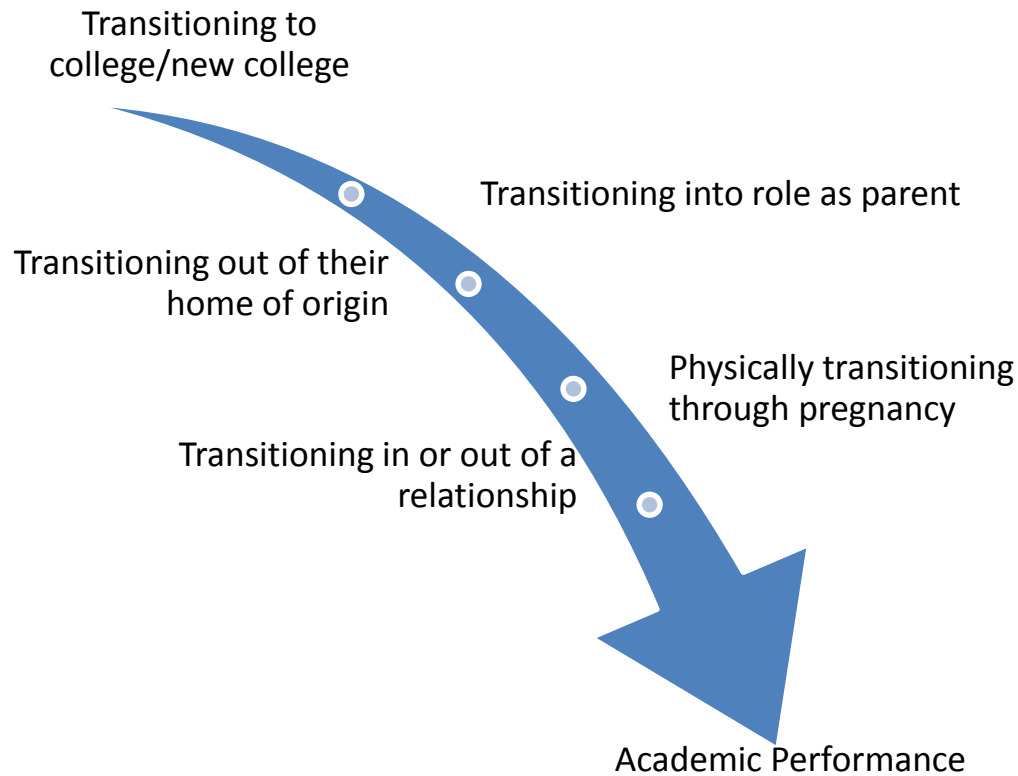 Transitioning to
college/new college
Transitioning into role as parent
Transitioning out of their
home of origin
Physically transitioning
through pregnancy
Transitioning in or out of a
relationship
Academic Performance